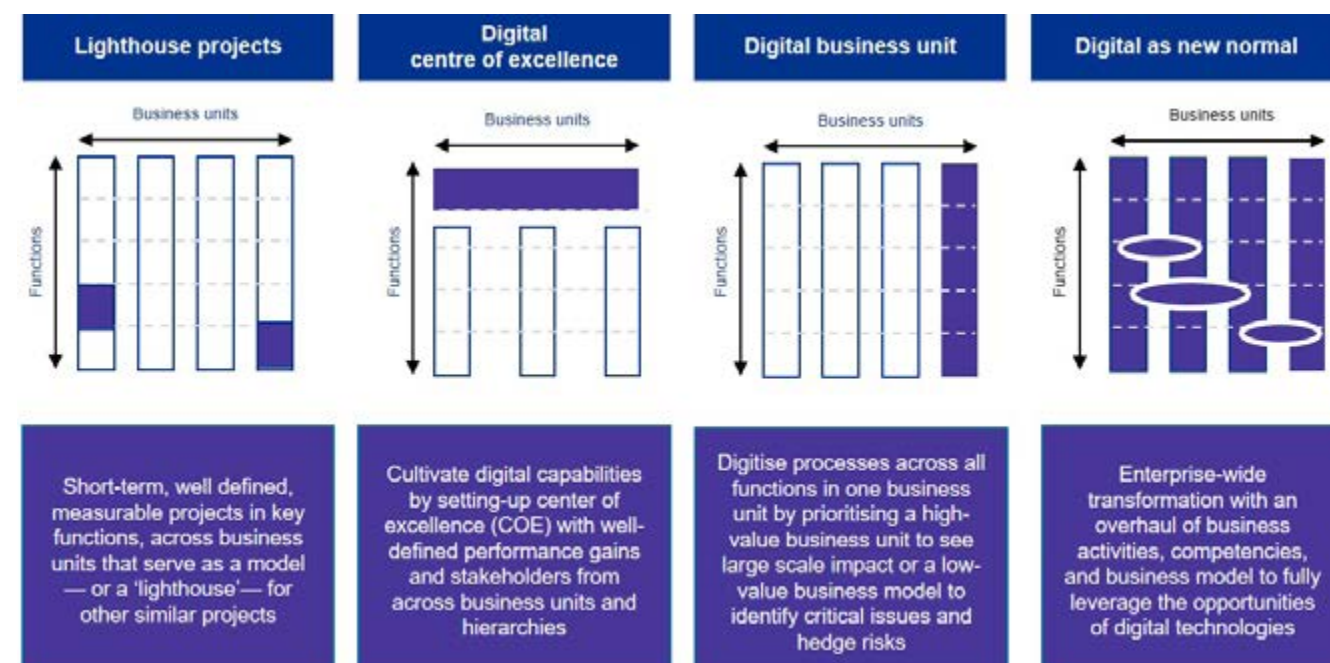 Lighthouse projects
Digital
centre of excellence
Digital business unit
Digital as new normal
Business units
Functions
Business units
Functions
Business units
Functions
Business units
Functions
Short-term, well defined,
measurable projects in key
functions, across business
units that serve as a model
— or a ‘lighthouse’— for
other similar projects
Cultivate digital capabilities
by setting-up center of
excellence (COE) with well-
defined performance gains
and stakeholders from
across business units and
hierarchies
Digitise processes across all
functions in one business
unit by prioritising a high-
value business unit to see
large scale impact or a low-
value business model to
identify critical issues and
hedge risks
Enterprise-wide
transformation with an
overhaul of business
activities, competencies,
and business model to fully
leverage the opportunities
of digital technologies